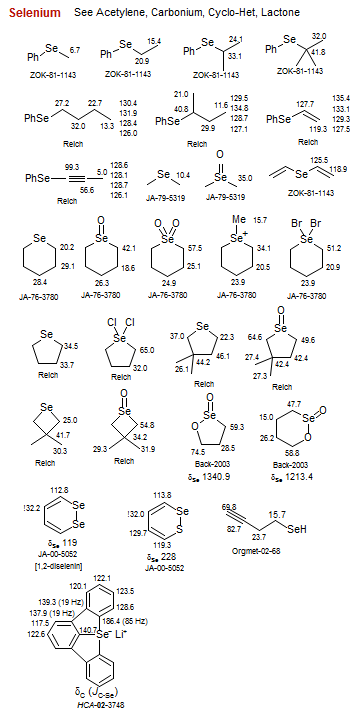 Selenium See Acetylene, Carbonium, Cyclo-Het, Lactone
Ph Se 6.7
ZOK-81-1143
Ph Se 15.4
20.9
ZOK-81-1143
Ph Se 24.1
33.1
ZOK-81-1143
Ph Se 32.0
41.8
ZOK-81-1143
PhSe 27.2 22.7
32.0 13.3
130.4
131.9
128.4
126.0
Reich
21.0
PhSe 40.8 11.6
29.9
129.5
134.8
128.7
127.1
Reich
PhSe 127.7
119.3
135.4
133.1
129.3
127.5
Reich
PhSe 99.3 5.0
56.6
128.6
128.1
128.7
126.1
Reich
Se 10.4
JA-79-5319
O
Se 35.0
JA-79-5319
Se 125.5
118.9
ZOK-81-1143
Se 20.2
29.1
28.4
JA-76-3780
O
Se 42.1
18.6
26.3
JA-76-3780
O O
Se 57.5
25.1
24.9
JA-76-3780
Me 15.7
Se+ 34.1
20.5
23.9
JA-76-3780
Br Br
Se 51.2
20.9
23.9
JA-76-3780
Se 34.5
33.7
Reich
Cl Cl
Se 65.0
32.0
Reich
Se
37.0 22.3
46.1
44.2
26.1
Reich
O
Se
64.6 49.6
27.4 42.4 42.4
27.3
Reich
Se 25.0
41.7
30.3
Reich
O
Se 54.8
34.2
29.3 31.9
Reich
O
Se
O 59.3
74.5 28.5
Back-2003
δSe 1340.9
47.7
15.0 Se O
26.2 O
58.8
Back-2003
δSe 1213.4
112.8
!32.2 Se
Se
δSe 119
JA-00-5052
[1,2-diselenin]
113.8
!32.0 Se
129.7 S
119.3
δSe 228
JA-00-5052
69.8 15.7
82.7 23.7 SeH
Orgmet-02-68
122.1
120.1 123.5
139.3 (19 Hz) 128.6
137.9 (19 Hz) 186.4 (85 Hz)
117.5
122.6 140.7 Se− Li+
δC (JC-Se)
HCA-02-3748